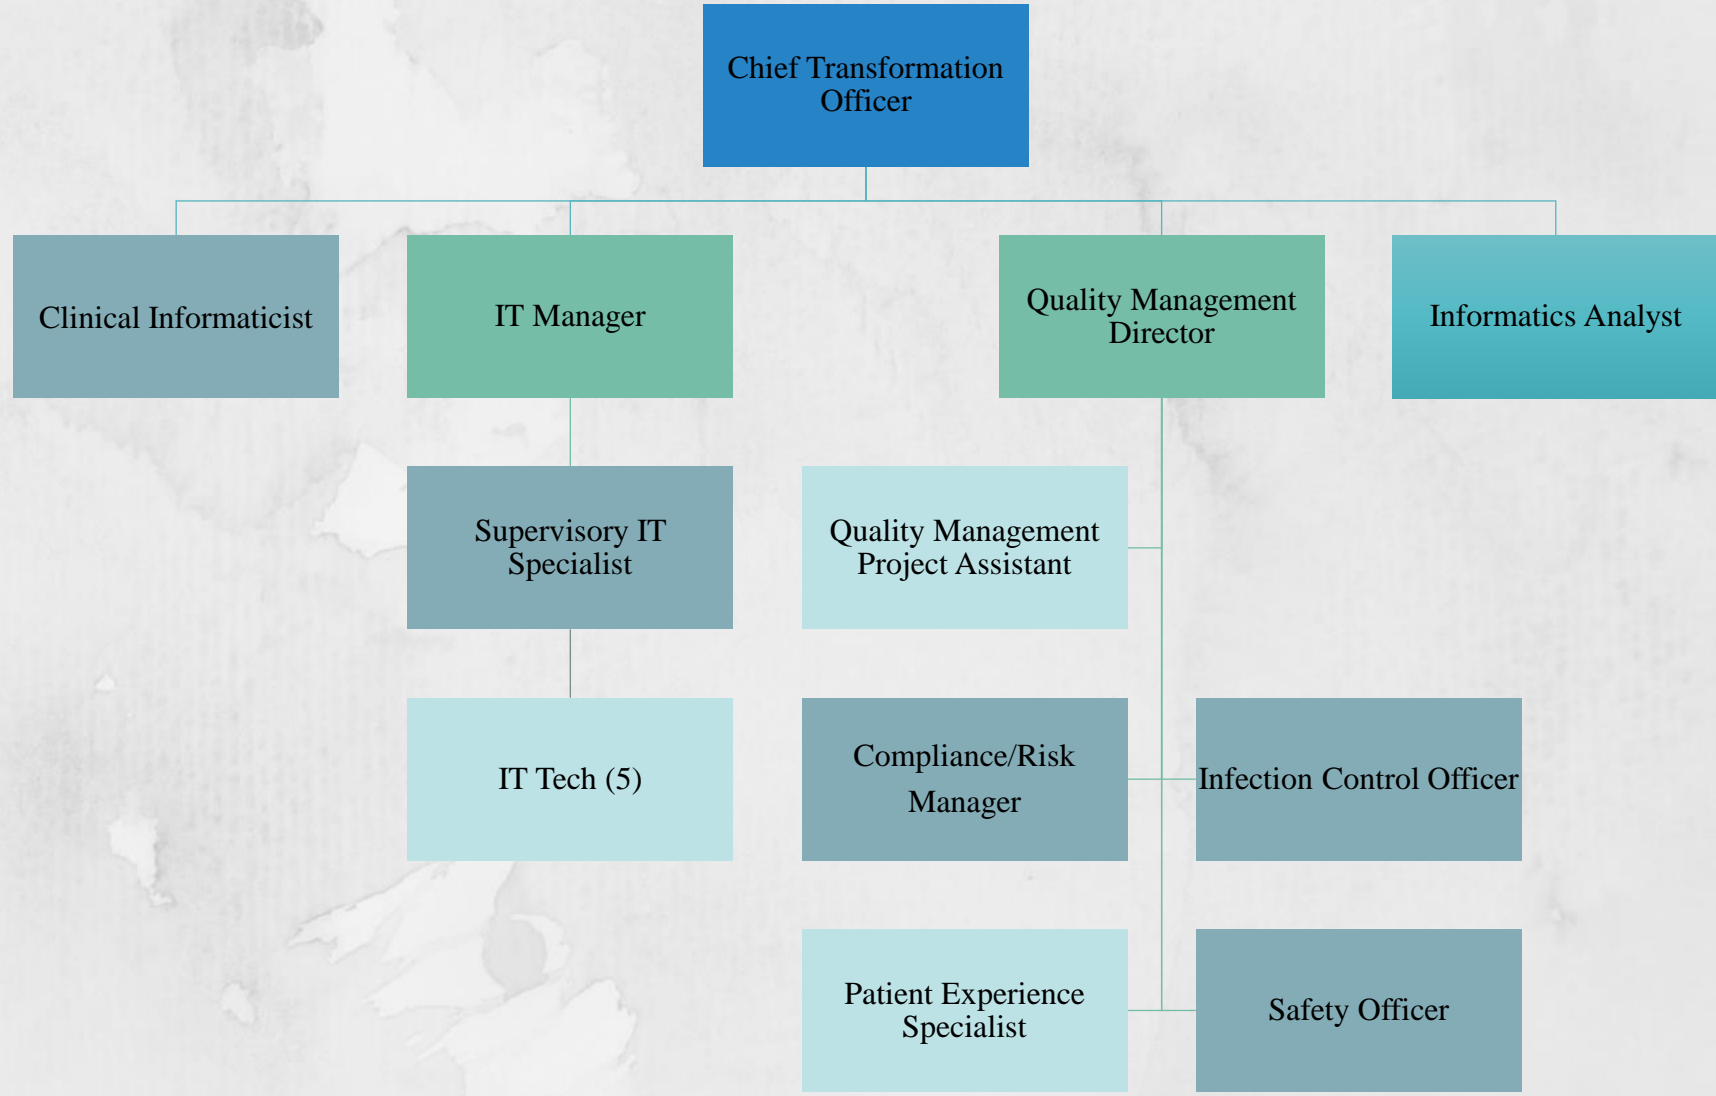 Chief Transformation
Officer
Clinical Informaticist
IT Manager
Quality Management
Director
Informatics Analyst
Supervisory IT
Specialist
Quality Management
Project Assistant
IT Tech (5)
Compliance/Risk
Manager
Infection Control Officer
Patient Experience
Specialist
Safety Officer